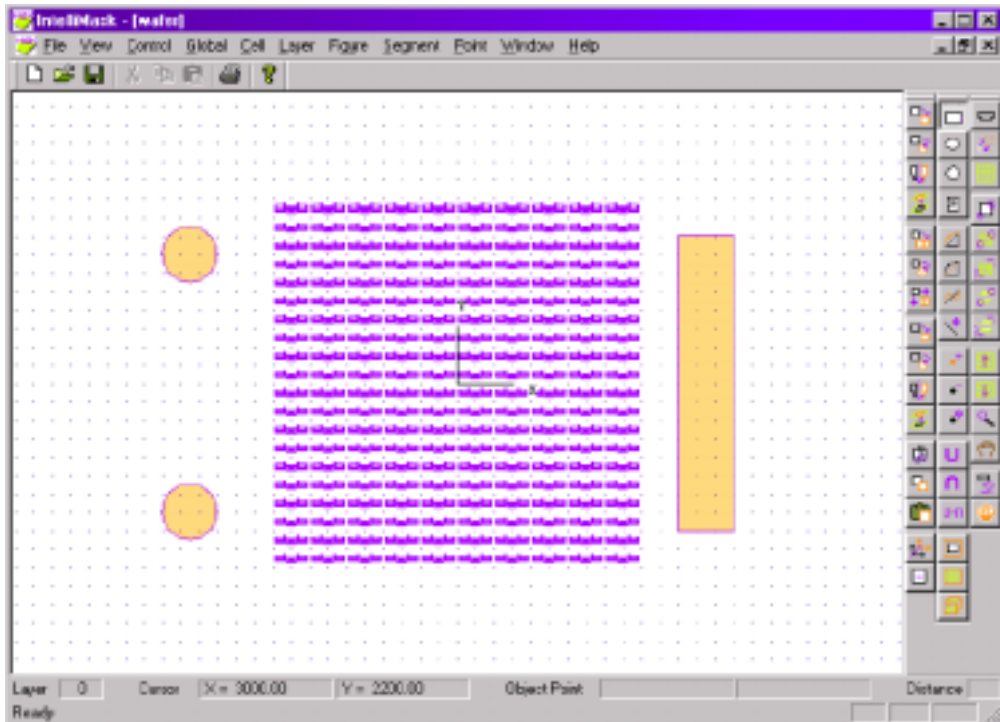 IntelliMask - [wafer]
File View Control Global Cell Layer Figure Segment Point Window Help
Y
X
Layer 0 Cursor X = 3000.00 Y = 2200.00 Object Point Distance
Ready